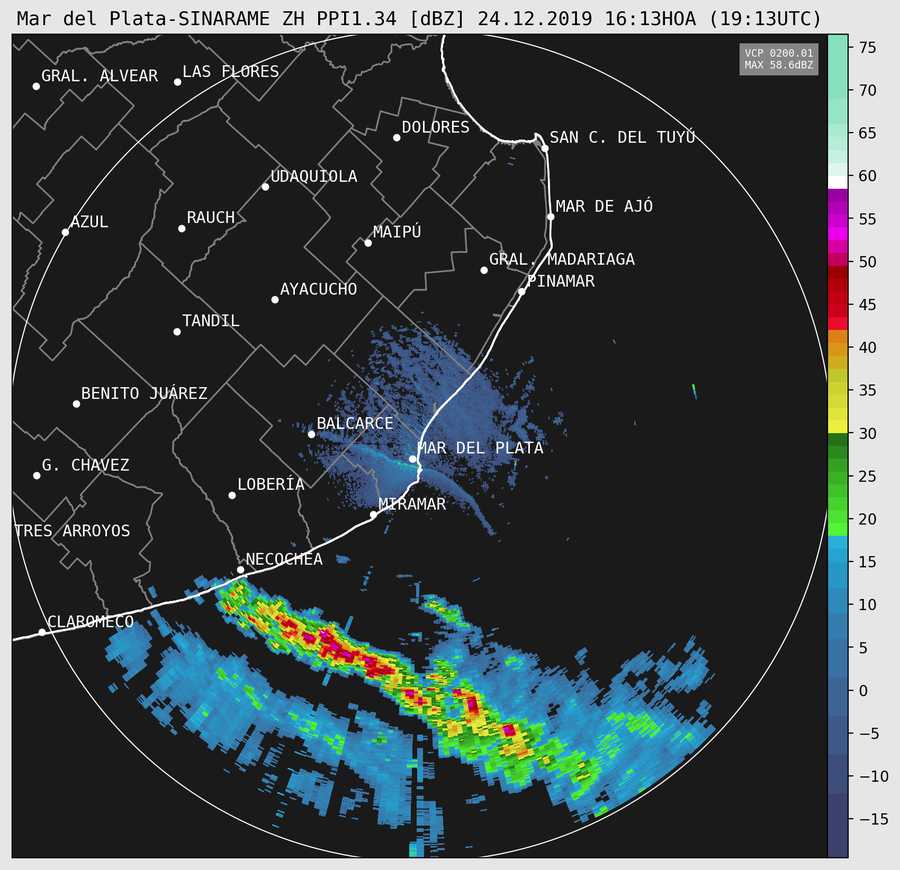 Mar del Plata-SINARAME ZH PPI1.34 [dBZ] 24.12.2019 16:13HOA (19:13UTC)
VCP 0200.01
MAX 58.6dBZ
GRAL. ALVEAR
LAS FLORES
DOLORES
SAN C. DEL TUYÚ
UDAQUIOLA
AZUL
RAUCH
MAR DE AJÓ
MAIPÚ
GRAL. MADARIAGA
PINAMAR
AYACUCHO
TANDIL
BENITO JUÁREZ
BALCARCE
MAR DEL PLATA
G. CHAVEZ
LOBERÍA
MIRAMAR
TRES ARROYOS
NECOCHEA
CLAROMECO
75
70
65
60
55
50
45
40
35
30
25
20
15
10
5
0
−5
−10
−15